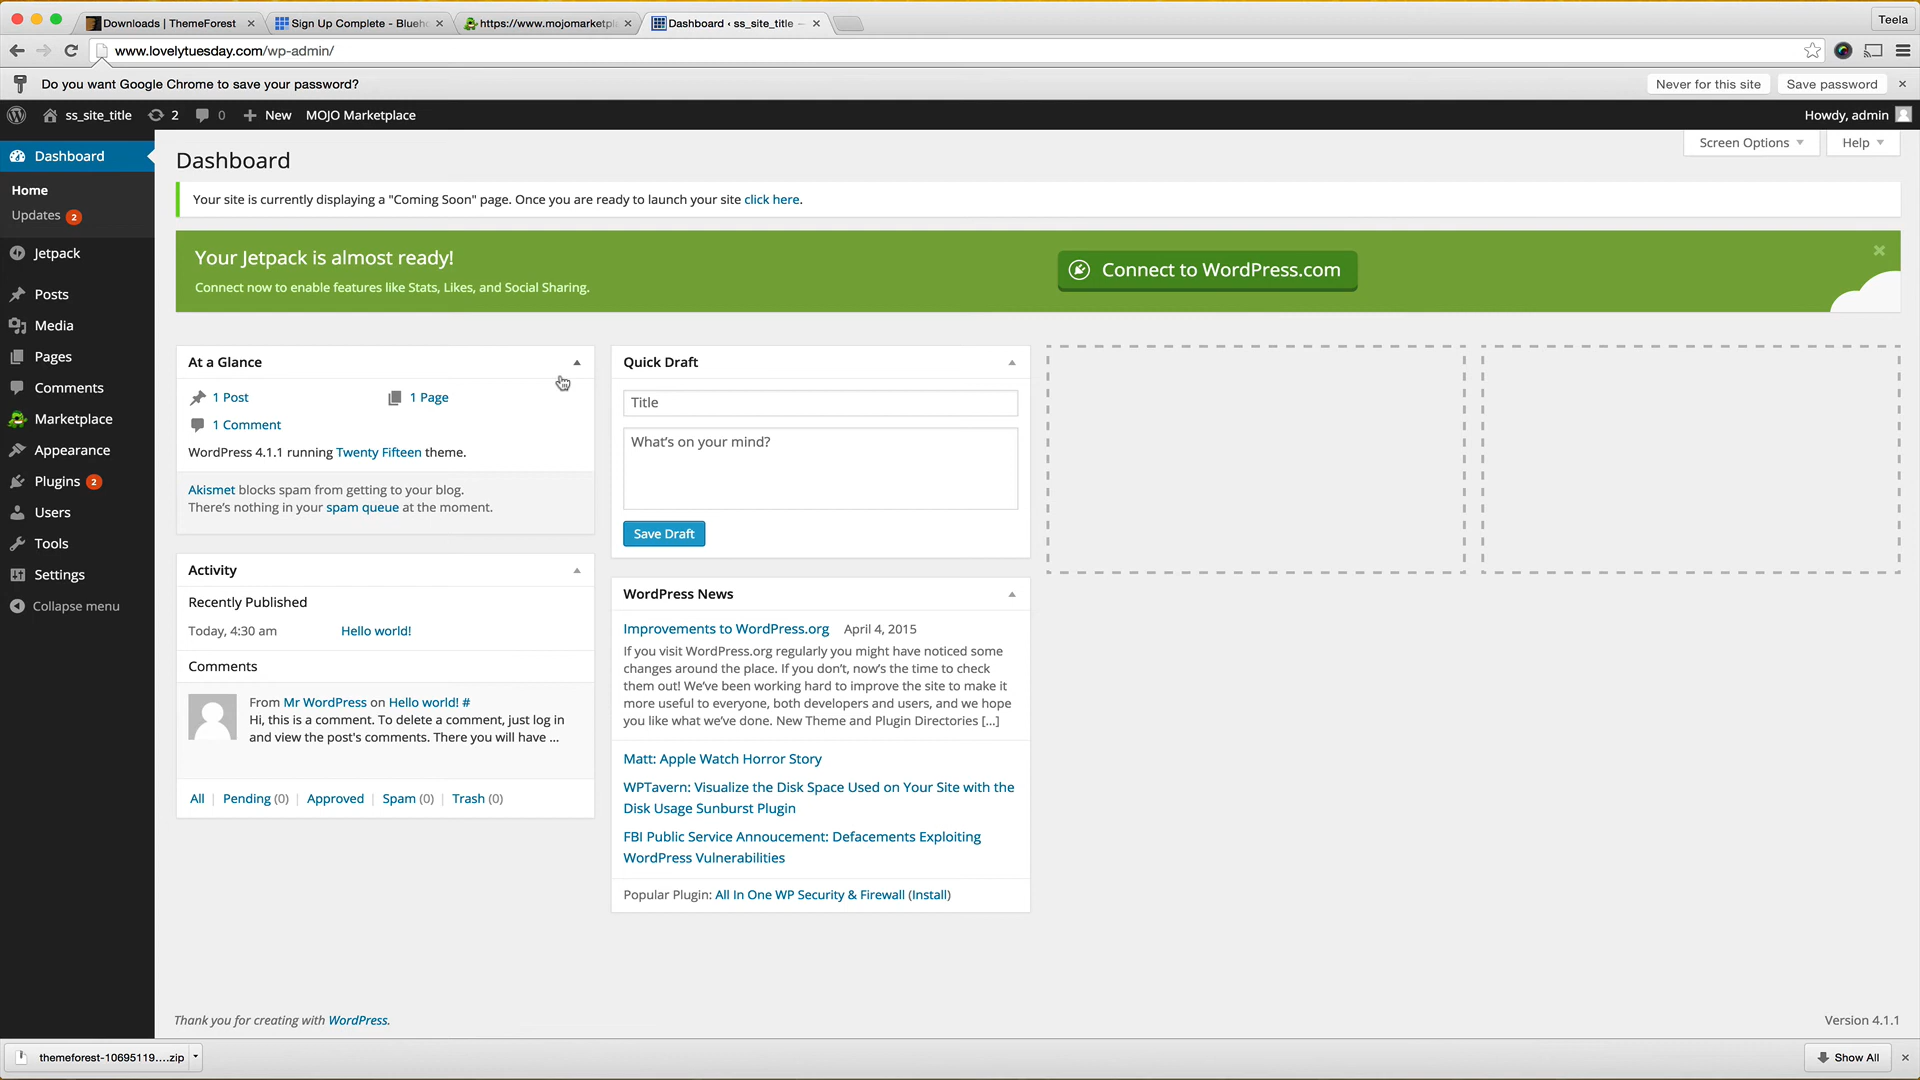 Downloads | ThemeForest
Sign Up Complete - Blueh
https://www.mojomarketpl
Dashboard ‹ ss_site_title —
Teela
www.lovelytuesday.com/wp-admin/
Do you want Google Chrome to save your password?
Never for this site
Save password
ss_site_title
2
0
New
MOJO Marketplace
Howdy, admin
Dashboard
Home
Updates 2
Jetpack
Posts
Media
Pages
Comments
Marketplace
Appearance
Plugins 2
Users
Tools
Settings
Collapse menu
Dashboard
Screen Options
Help
Your site is currently displaying a "Coming Soon" page. Once you are ready to launch your site click here.
Your Jetpack is almost ready!
Connect now to enable features like Stats, Likes, and Social Sharing.
Connect to WordPress.com
At a Glance
1 Post
1 Page
1 Comment
WordPress 4.1.1 running Twenty Fifteen theme.
Akismet blocks spam from getting to your blog.
There's nothing in your spam queue at the moment.
Activity
Recently Published
Today, 4:30 am
Hello world!
Comments
From Mr WordPress on Hello world! #
Hi, this is a comment. To delete a comment, just log in
and view the post's comments. There you will have ...
All | Pending (0) | Approved | Spam (0) | Trash (0)
Quick Draft
Title
What's on your mind?
Save Draft
WordPress News
Improvements to WordPress.org April 4, 2015
If you visit WordPress.org regularly you might have noticed some
changes around the place. If you don't, now's the time to check
them out! We've been working hard to improve the site to make it
more useful to everyone, both developers and users, and we hope
you like what we've done. New Theme and Plugin Directories […]
Matt: Apple Watch Horror Story
WPTavern: Visualize the Disk Space Used on Your Site with the
Disk Usage Sunburst Plugin
FBI Public Service Annoucement: Defacements Exploiting
WordPress Vulnerabilities
Popular Plugin: All In One WP Security & Firewall (Install)
Thank you for creating with WordPress.
Version 4.1.1
themeforest-10695119....zip
Show All